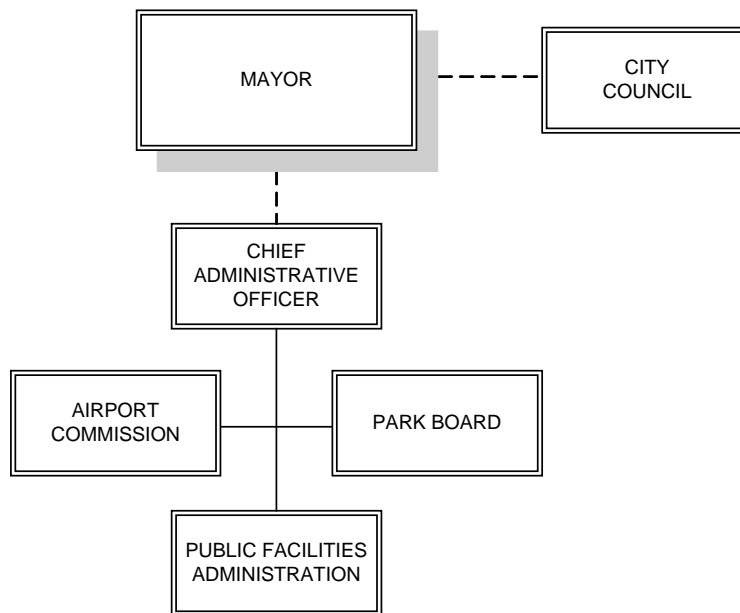 MAYOR
CITY
COUNCIL
CHIEF
ADMINISTRATIVE
OFFICER
AIRPORT
COMMISSION
PARK BOARD
PUBLIC FACILITIES
ADMINISTRATION